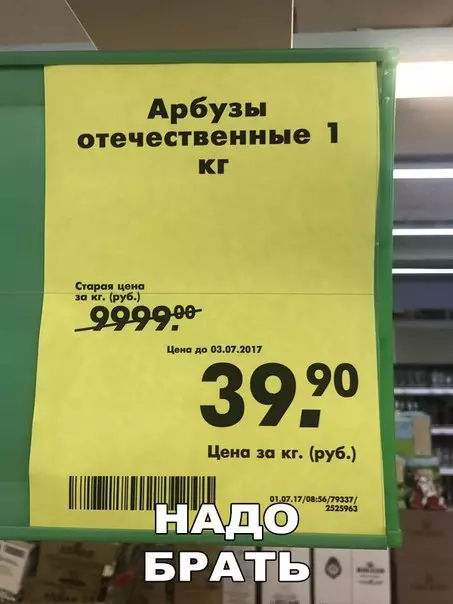 Арбузы
отечественные 1
кг
Старая цена
за кг. (руб.)
9999.00
Цена до 03.07.2017
39.90
Цена за кг. (руб.)
01.07.17/08:56/79337/
2525963
НАДО
БРАТЬ